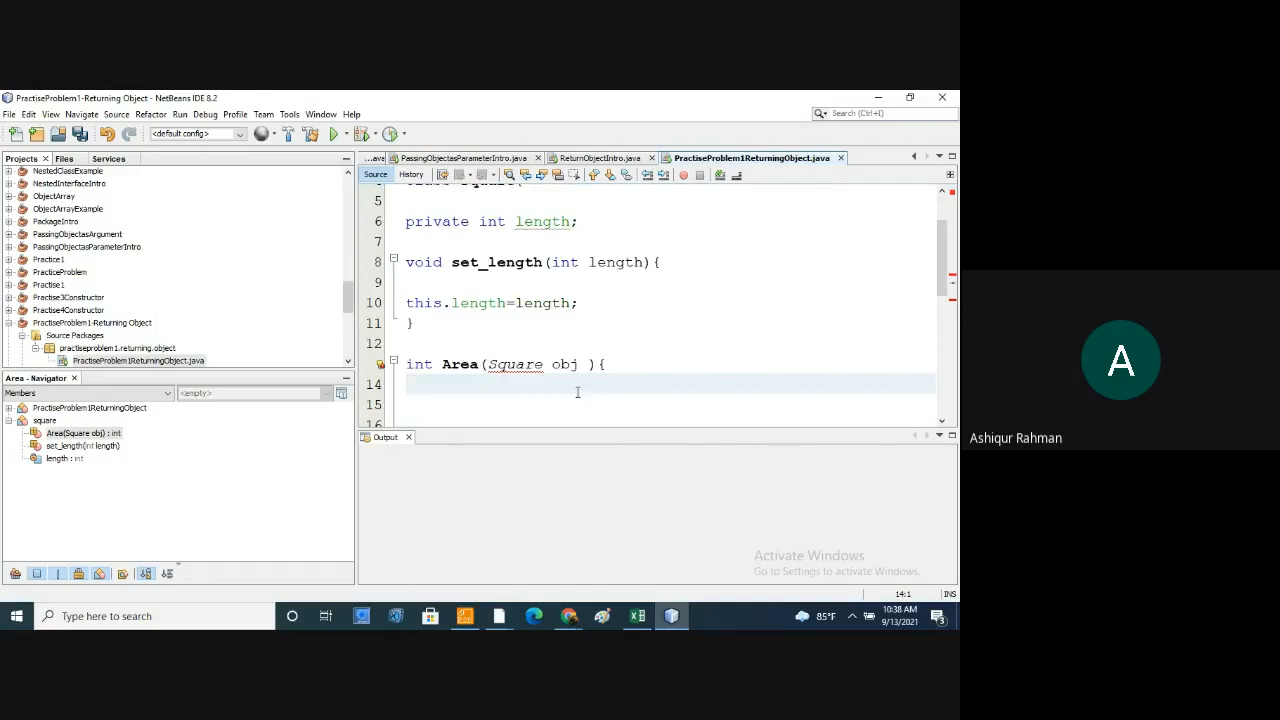 PractiseProblem1-Returning Object - NetBeans IDE 8.2
File Edit View Navigate Source Refactor Run Debug Profile Team Tools Window Help
Search (Ctrl+I)
<default config>
Projects Files Services
...ava PassingObjectasParameterIntro.java ReturnObjectIntro.java PractiseProblem1ReturningObject.java
Source History
NestedClassExample
NestedInterfaceIntro
ObjectArray
ObjectArrayExample
PackageIntro
PassingObjectasArgument
PassingObjectasParameterIntro
Practice1
PracticeProblem
Practise1
Practise3Constructor
Practise4Constructor
PractiseProblem1-Returning Object
Source Packages
practiseproblem1.returning.object
PractiseProblem1ReturningObject.java
5
6 private int length;
7
8 void set_length(int length){
9
10 this.length=length;
11 }
12
13 int Area(Square obj ){
14
15
16
Area - Navigator
Members <empty>
PractiseProblem1ReturningObject
square
Area(Square obj) : int
set_length(int length)
length : int
Output
Activate Windows
Go to Settings to activate Windows.
14:1 INS
Type here to search
85°F
10:38 AM
9/13/2021
3
A
Ashiqur Rahman